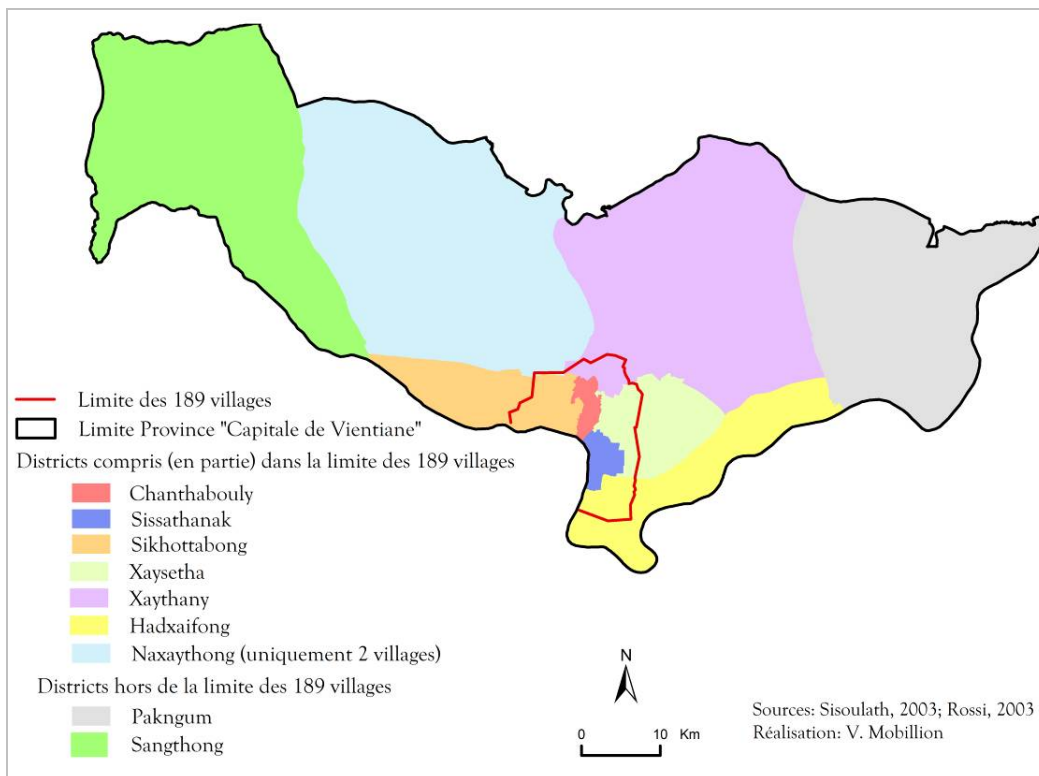 Limite des 189 villages
Limite Province "Capitale de Vientiane"
Districts compris (en partie) dans la limite des 189 villages
Chanthabouly
Sissathanak
Sikhottabong
Xaysetha
Xaythany
Hadxaifong
Naxaythong (uniquement 2 villages)
Districts hors de la limite des 189 villages
Pakngum
Sangthong
N
0 10 Km
Sources: Sisoulath, 2003; Rossi, 2003
Réalisation: V. Mobillion